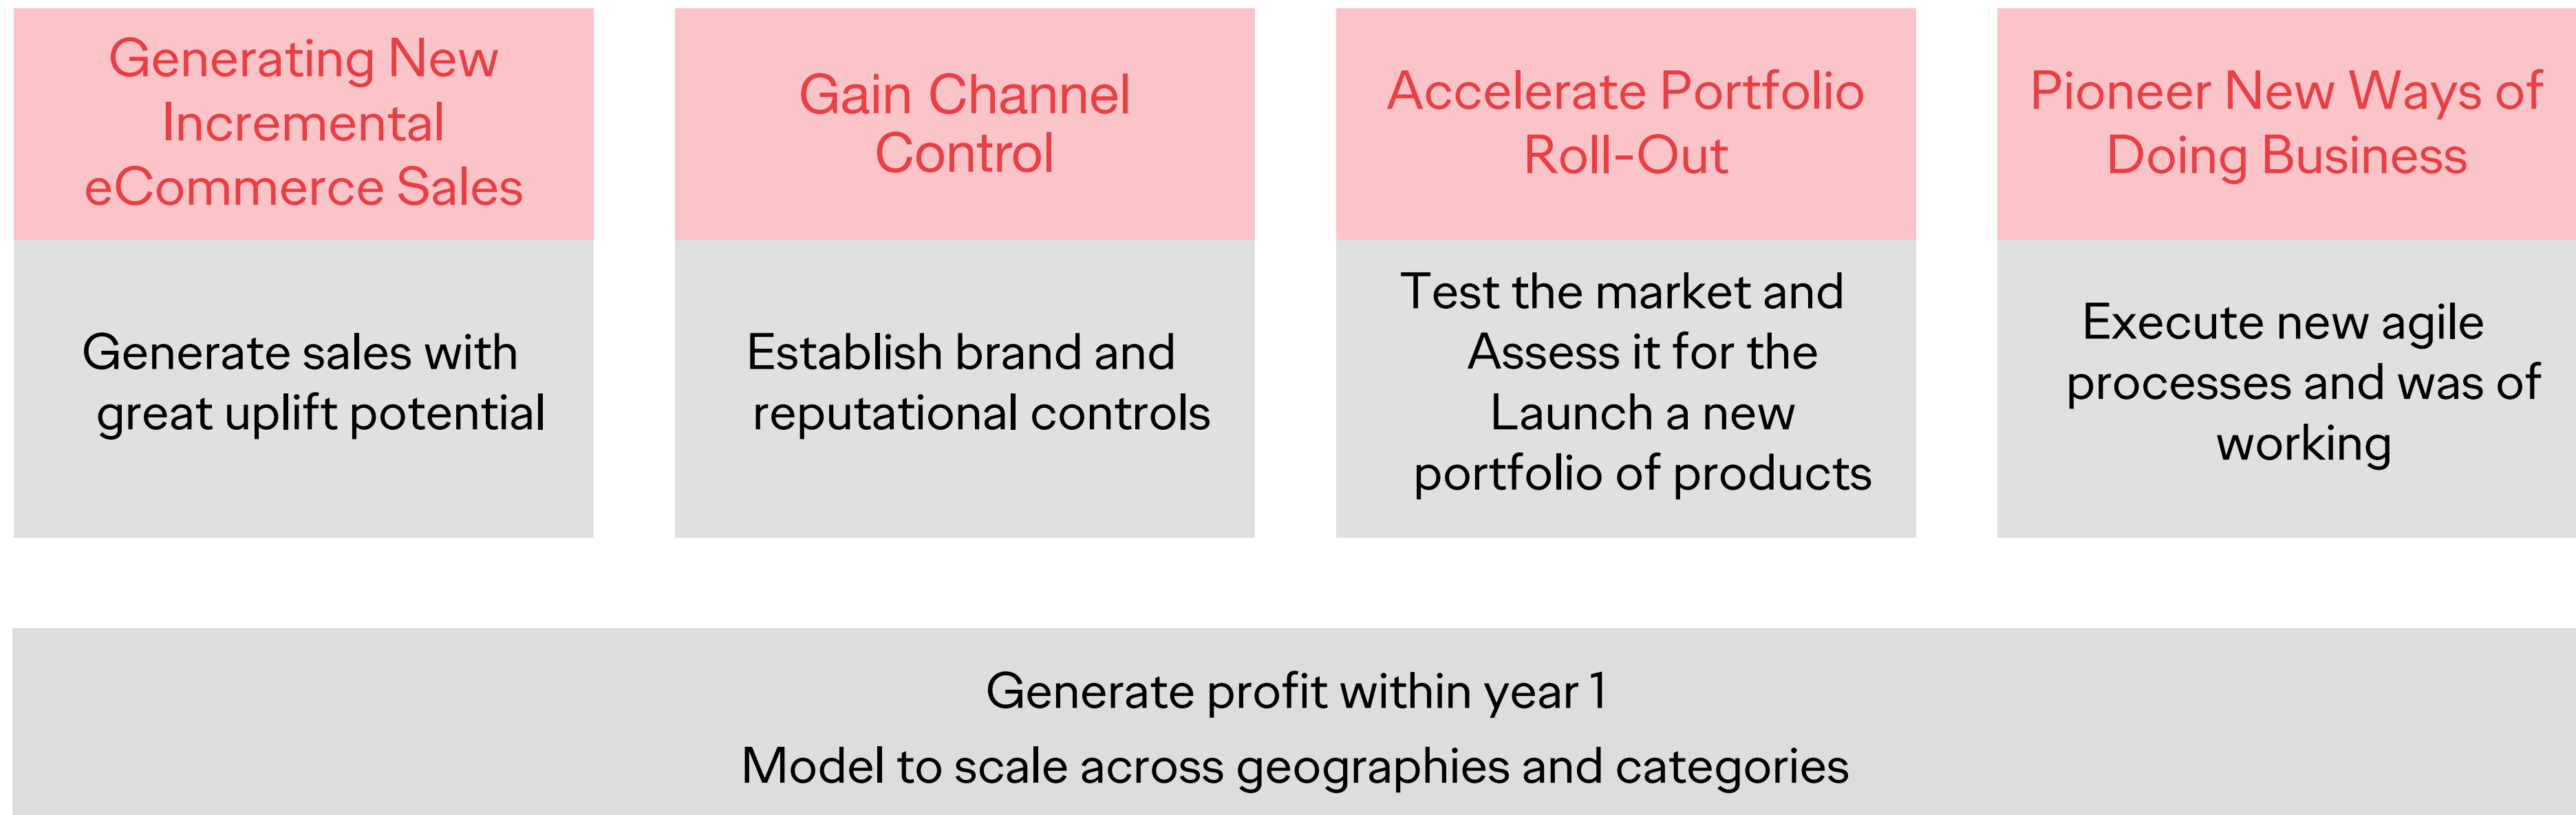 Generating New
Incremental
eCommerce Sales
Generate sales with
great uplift potential
Gain Channel
Control
Establish brand and
reputational controls
Accelerate Portfolio
Roll-Out
Test the market and
Assess it for the
Launch a new
portfolio of products
Pioneer New Ways of
Doing Business
Execute new agile
processes and was of
working
Generate profit within year 1
Model to scale across geographies and categories